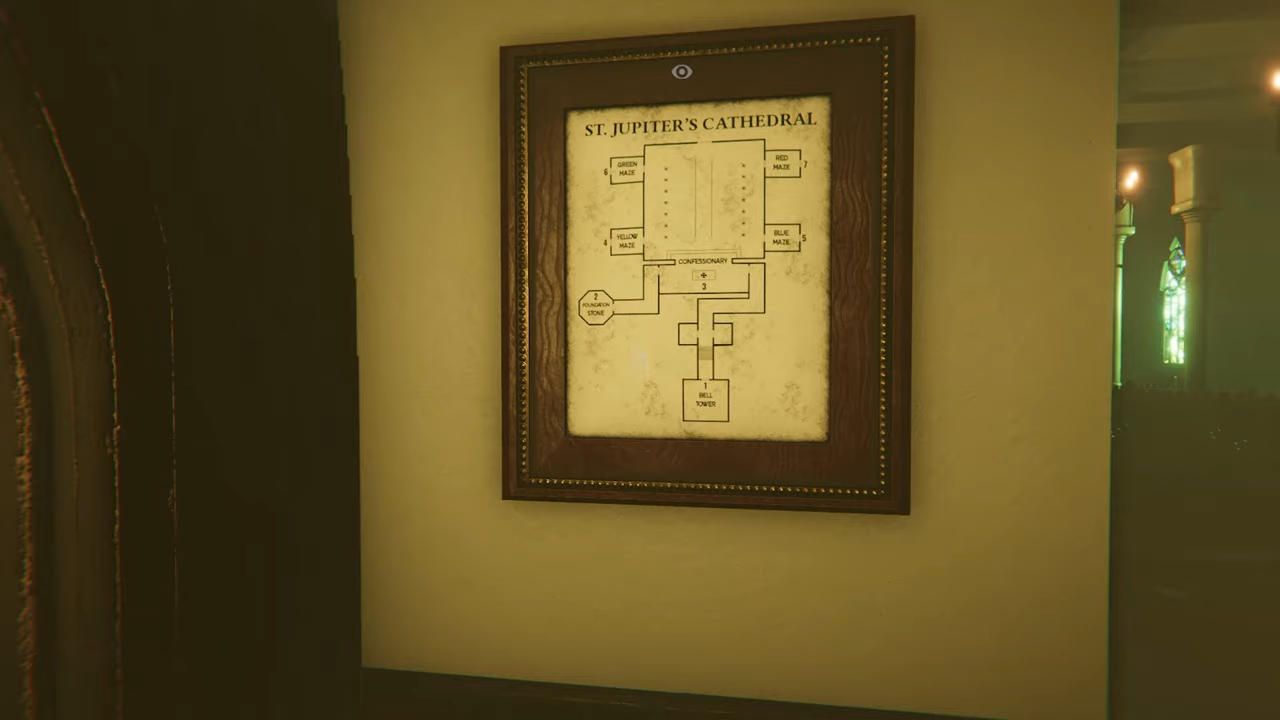 ST. JUPITER'S CATHEDRAL
GREEN
MAZE
6
RED
MAZE
7
YELLOW
MAZE
4
BLUE
MAZE
5
CONFESSIONARY
3
2
FOUNDATION
STONE
1
BELL
TOWER